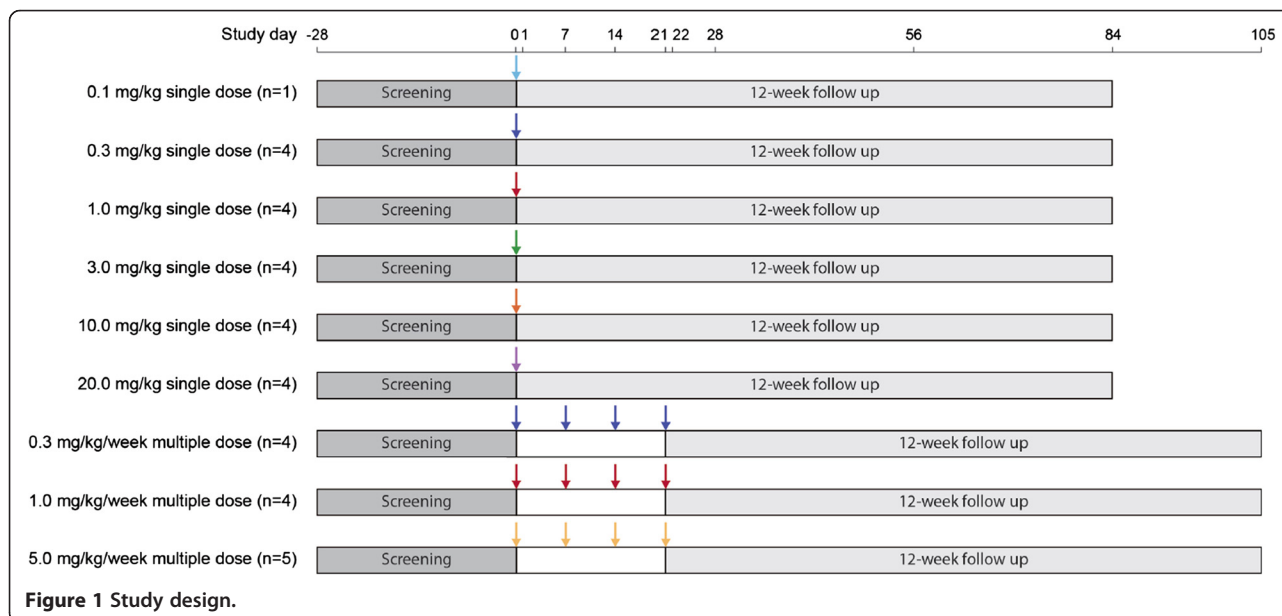 Study day -28 0 1 7 14 21 22 28 56 84 105
0.1 mg/kg single dose (n=1) Screening 12-week follow up
0.3 mg/kg single dose (n=4) Screening 12-week follow up
1.0 mg/kg single dose (n=4) Screening 12-week follow up
3.0 mg/kg single dose (n=4) Screening 12-week follow up
10.0 mg/kg single dose (n=4) Screening 12-week follow up
20.0 mg/kg single dose (n=4) Screening 12-week follow up
0.3 mg/kg/week multiple dose (n=4) Screening 12-week follow up
1.0 mg/kg/week multiple dose (n=4) Screening 12-week follow up
5.0 mg/kg/week multiple dose (n=5) Screening 12-week follow up
Figure 1 Study design.